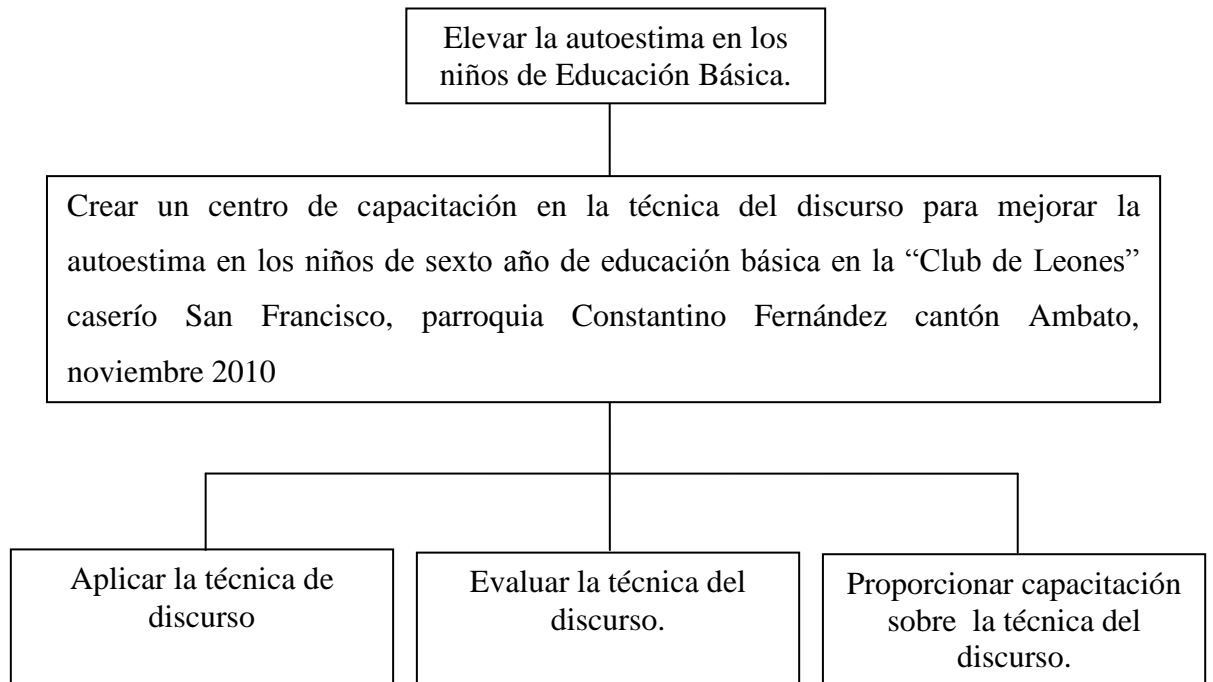 Elevar la autoestima en los
niños de Educación Básica.
Crear un centro de capacitación en la técnica del discurso para mejorar la
autoestima en los niños de sexto año de educación básica en la “Club de Leones”
caserío San Francisco, parroquia Constantino Fernández cantón Ambato,
noviembre 2010
Aplicar la técnica de
discurso
Evaluar la técnica del
discurso.
Proporcionar capacitación
sobre la técnica del
discurso.